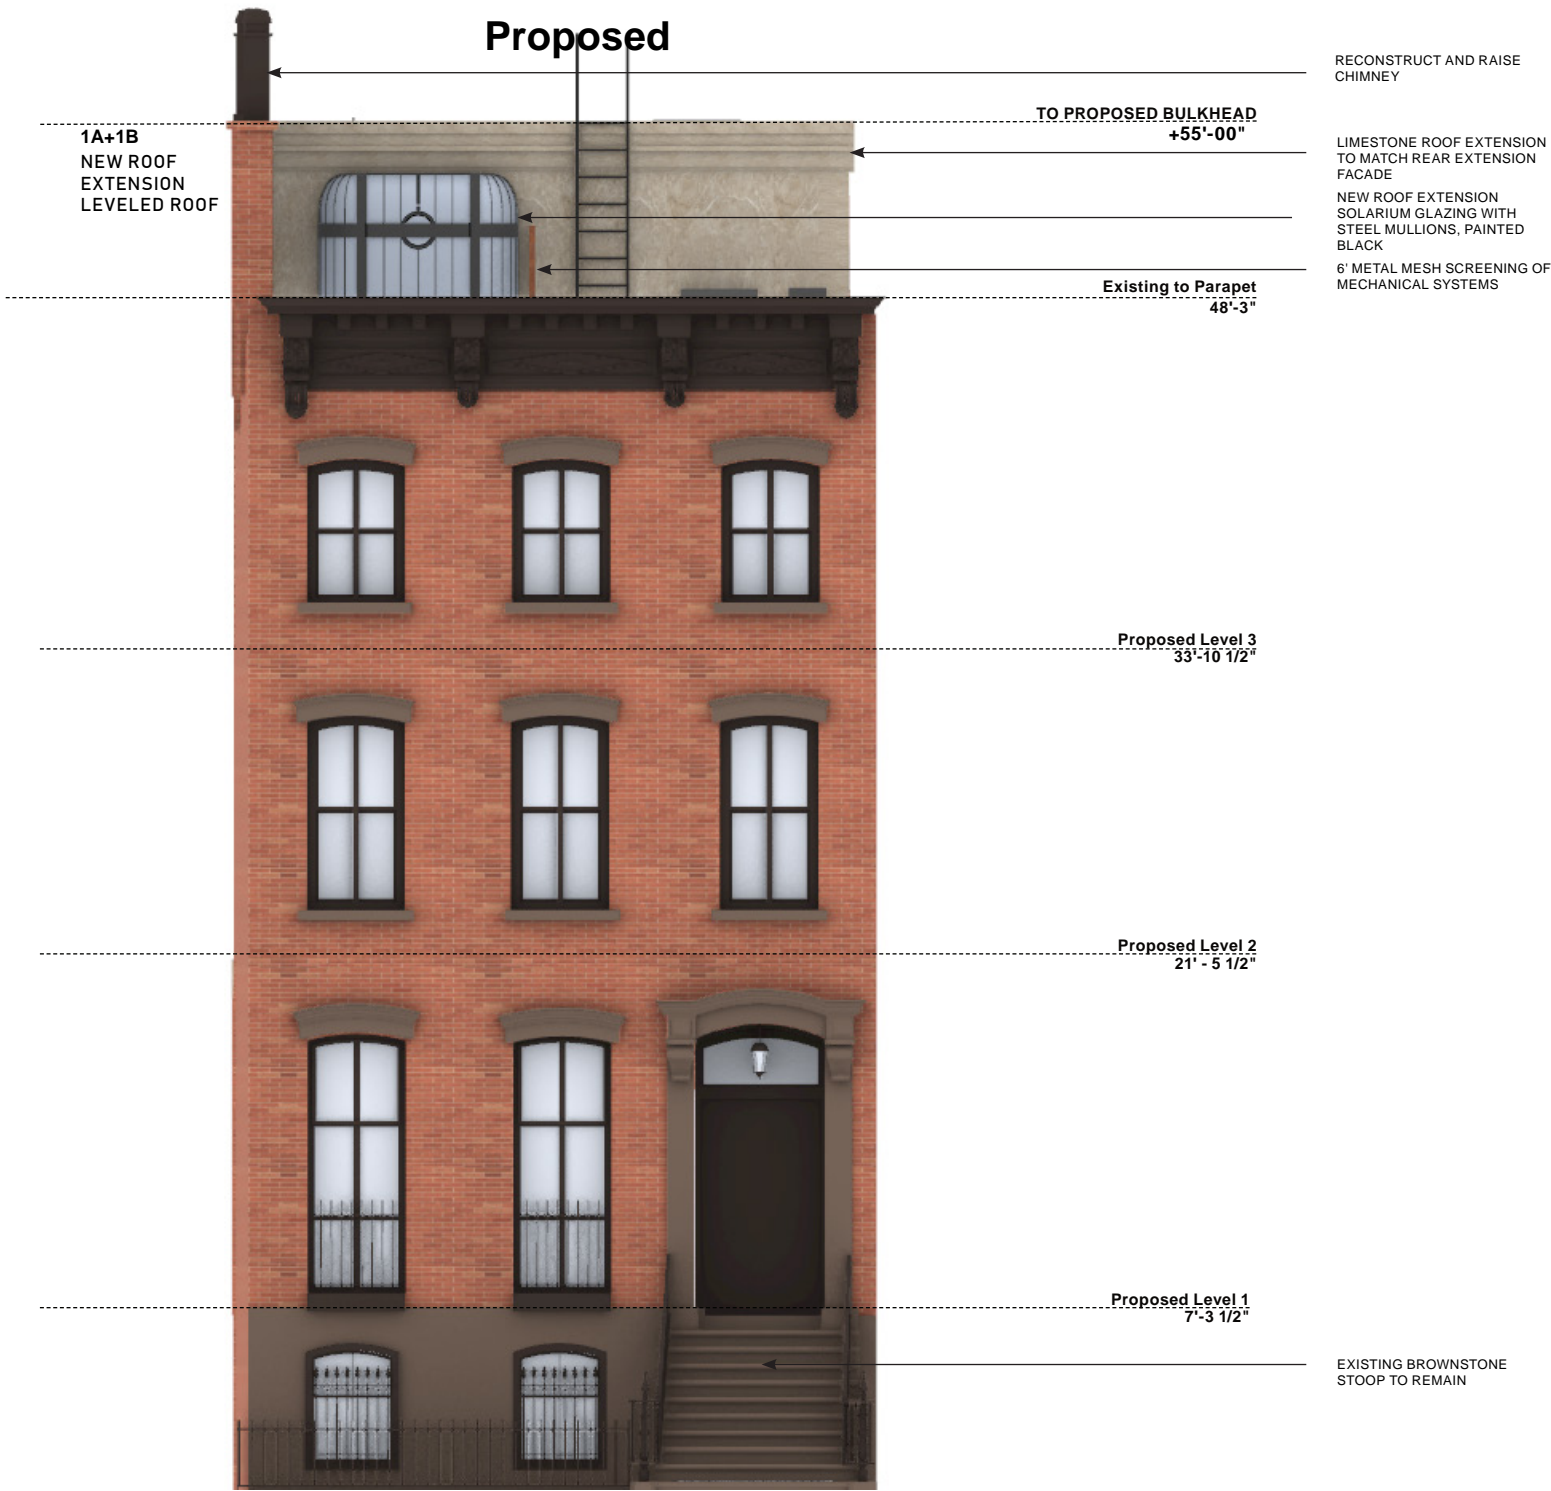 Proposed
RECONSTRUCT AND RAISE
CHIMNEY
TO PROPOSED BULKHEAD
+55'-00"
1A+1B
NEW ROOF
EXTENSION
LEVELED ROOF
LIMESTONE ROOF EXTENSION
TO MATCH REAR EXTENSION
FACADE
NEW ROOF EXTENSION
SOLARIUM GLAZING WITH
STEEL MULLIONS, PAINTED
BLACK
6' METAL MESH SCREENING OF
MECHANICAL SYSTEMS
Existing to Parapet
48'-3"
Proposed Level 3
33'-10 1/2"
Proposed Level 2
21' - 5 1/2"
Proposed Level 1
7'-3 1/2"
EXISTING BROWNSTONE
STOOP TO REMAIN